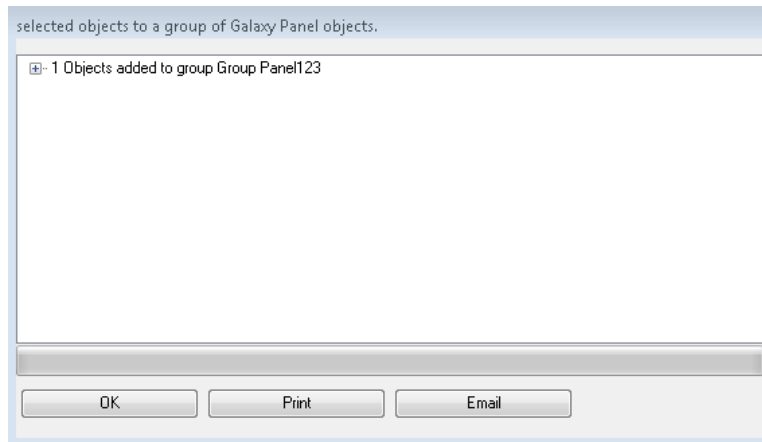 selected objects to a group of Galaxy Panel objects.
1 Objects added to group Group Panel123
OK Print Email